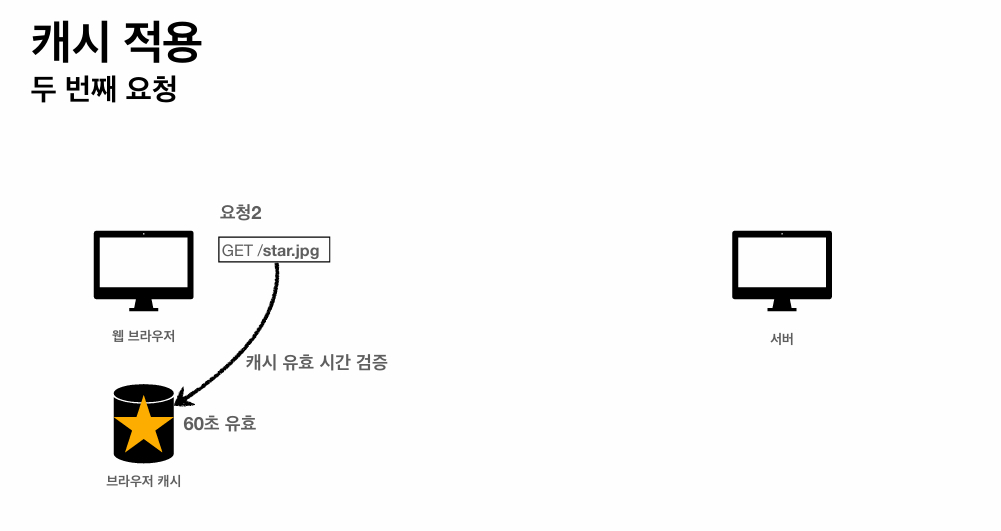 캐시 적용
두 번째 요청
요청2
GET /star.jpg
웹 브라우저
서버
캐시 유효 시간 검증
60초 유효
브라우저 캐시